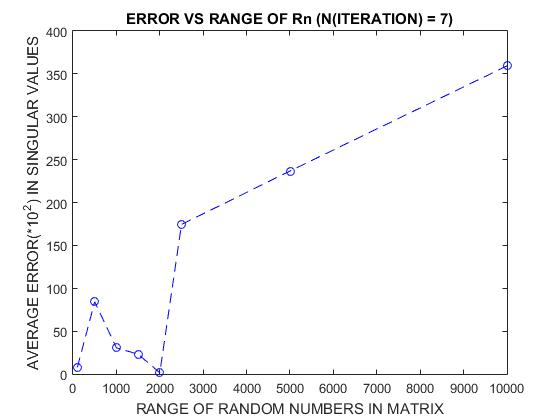 ERROR VS RANGE OF Rn (N(ITERATION) = 7)
400
350
300
250
200
150
100
50
0
AVERAGE ERROR(*10^2) IN SINGULAR VALUES
0 1000 2000 3000 4000 5000 6000 7000 8000 9000 10000
RANGE OF RANDOM NUMBERS IN MATRIX